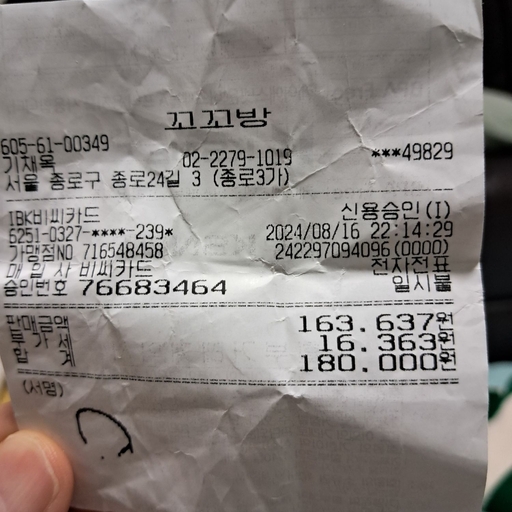 꼬꼬방
605-61-00349
기채옥 02-2279-1019 ***49829
서울 종로구 종로24길 3 (종로3가)
IBK비씨카드 신용승인(I)
6251-0327-****-239* 2024/08/16 22:14:29
가맹점NO 716548458 242297094096(0000)
매 입 사 비씨카드 전자전표
승인번호 76683464 일시불
판매금액 163.637원
부 가 세 16.363원
합 계 180.000원
(서명)